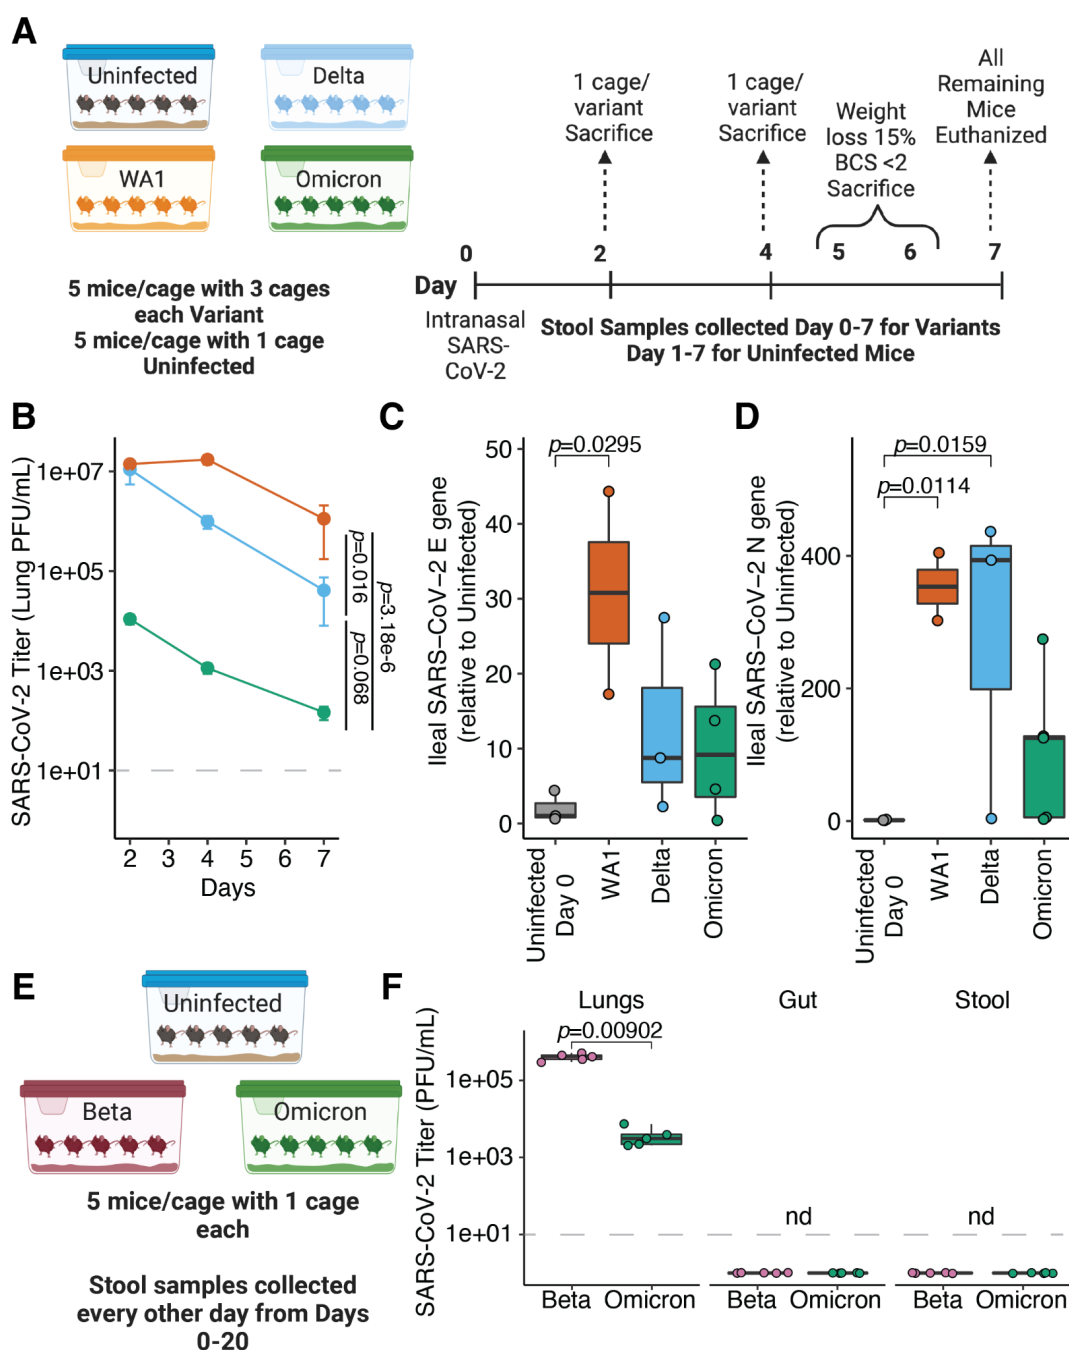 A
Uninfected
Delta
WA1
Omicron
5 mice/cage with 3 cages
each Variant
5 mice/cage with 1 cage
Uninfected
1 cage/
variant
Sacrifice
1 cage/
variant
Sacrifice
Weight
loss 15%
BCS <2
Sacrifice
All
Remaining
Mice
Euthanized
0
2
4
5
6
7
Day
Intranasal
SARS-
CoV-2
Stool Samples collected Day 0-7 for Variants
Day 1-7 for Uninfected Mice
B
SARS-CoV-2 Titer (Lung PFU/mL)
1e+07
1e+05
1e+03
1e+01
2 3 4 5 6 7
Days
p=0.016
p=0.068
p=3.18e-6
C
Ileal SARS−CoV−2 E gene
(relative to Uninfected)
50
40
30
20
10
0
p=0.0295
Uninfected
Day 0
WA1
Delta
Omicron
D
Ileal SARS−CoV−2 N gene
(relative to Uninfected)
400
200
0
p=0.0159
p=0.0114
Uninfected
Day 0
WA1
Delta
Omicron
E
Uninfected
Beta
Omicron
5 mice/cage with 1 cage
each
Stool samples collected
every other day from Days
0-20
F
SARS-CoV-2 Titer (PFU/mL)
Lungs
Gut
Stool
1e+05
1e+03
1e+01
p=0.00902
nd
nd
Beta Omicron
Beta Omicron
Beta Omicron